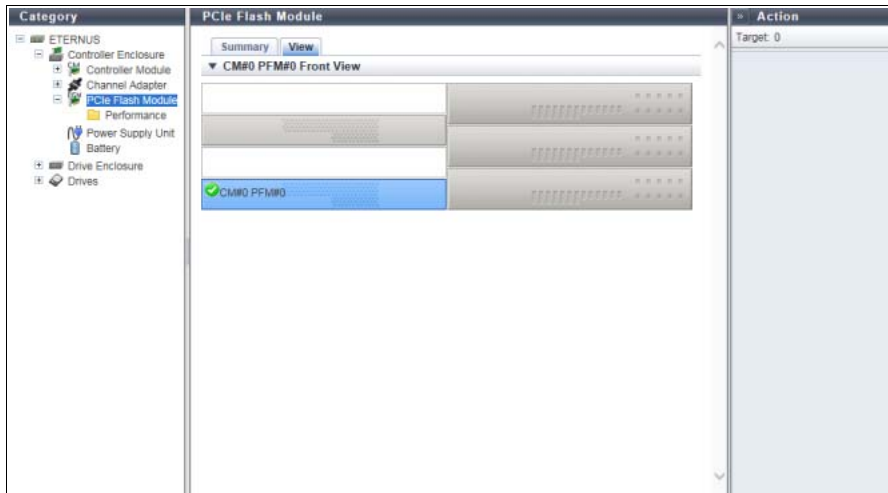 Category
ETERNUS
Controller Enclosure
Controller Module
Channel Adapter
PCIe Flash Module
Performance
Power Supply Unit
Battery
Drive Enclosure
Drives
PCIe Flash Module
Summary View
▼ CM#0 PFM#0 Front View
CM#0 PFM#0
» Action
Target: 0